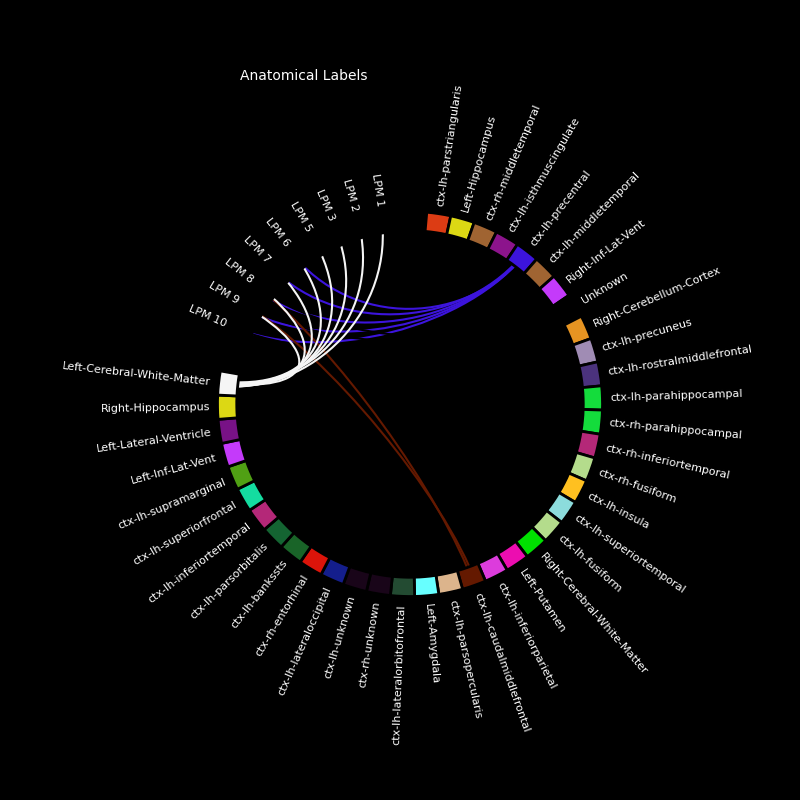 Anatomical Labels
LPM 1
LPM 2
LPM 3
LPM 5
LPM 6
LPM 7
LPM 8
LPM 9
LPM 10
Left-Cerebral-White-Matter
Right-Hippocampus
Left-Lateral-Ventricle
Left-Inf-Lat-Vent
ctx-lh-supramarginal
ctx-lh-superiorfrontal
ctx-lh-inferiortemporal
ctx-lh-parsorbitalis
ctx-lh-bankssts
ctx-rh-entorhinal
ctx-lh-lateraloccipital
ctx-lh-unknown
ctx-rh-unknown
ctx-lh-lateralorbitofrontal
Left-Amygdala
ctx-lh-parsopercularis
ctx-lh-caudalmiddlefrontal
ctx-lh-inferiorparietal
Left-Putamen
Right-Cerebral-White-Matter
ctx-lh-fusiform
ctx-lh-superiortemporal
ctx-lh-insula
ctx-rh-fusiform
ctx-rh-inferiortemporal
ctx-rh-parahippocampal
ctx-lh-parahippocampal
ctx-lh-rostralmiddlefrontal
ctx-lh-precuneus
Right-Cerebellum-Cortex
Unknown
Right-Inf-Lat-Vent
ctx-lh-middletemporal
ctx-lh-precentral
ctx-lh-isthmuscingulate
ctx-rh-middletemporal
Left-Hippocampus
ctx-lh-parstriangularis